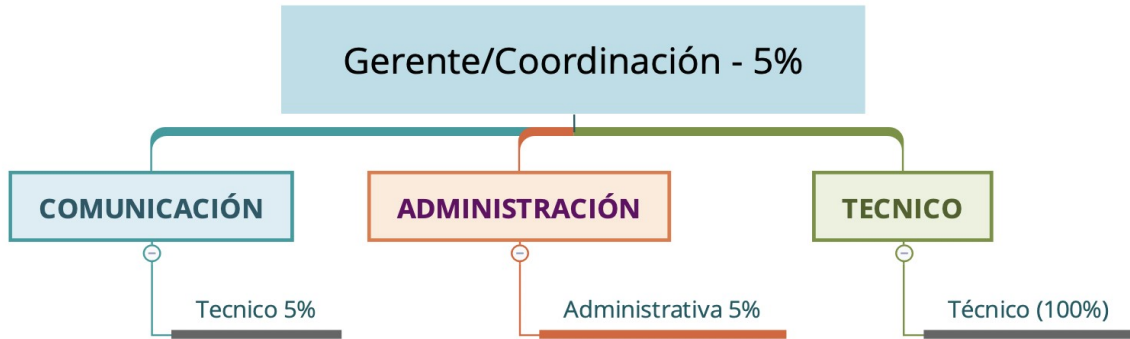 Gerente/Coordinación - 5%
COMUNICACIÓN
ADMINISTRACIÓN
TECNICO
Tecnico 5%
Administrativa 5%
Técnico (100%)